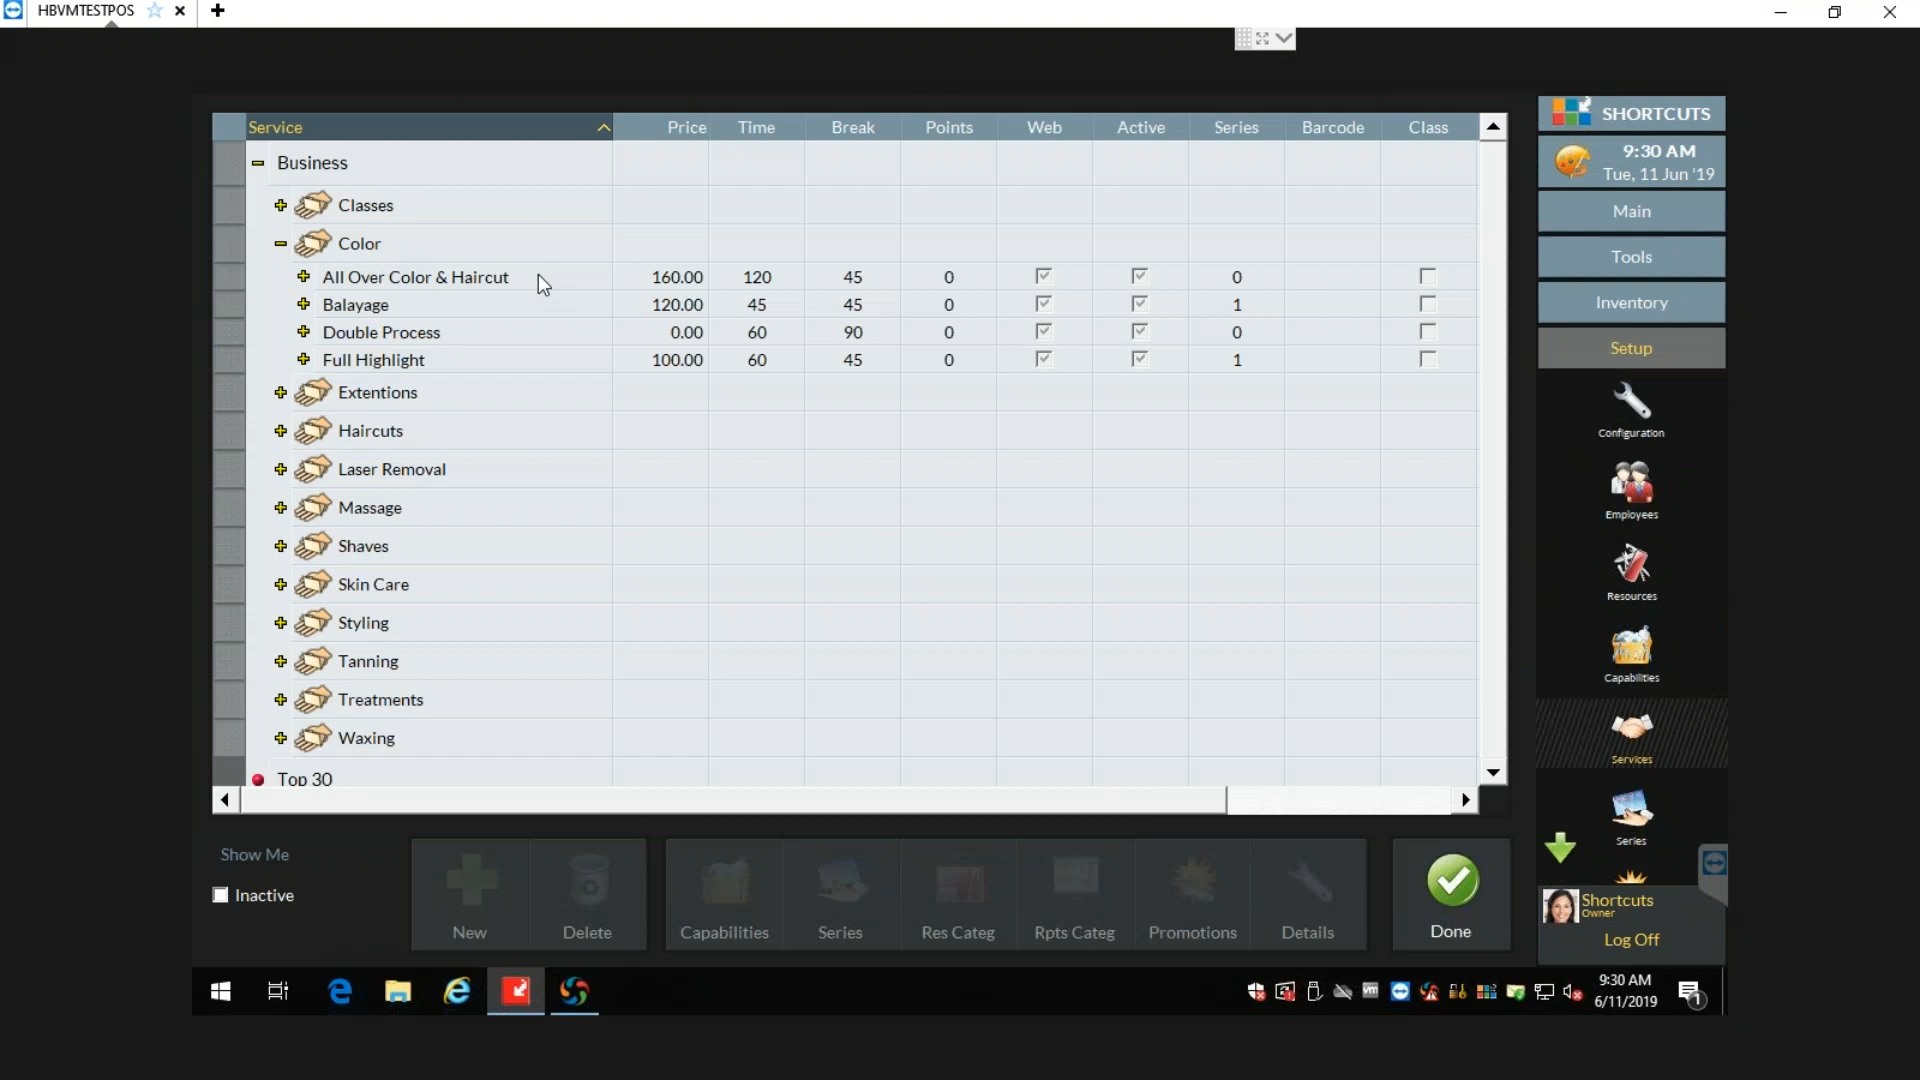 HBVMTESTPOS
Service Price Time Break Points Web Active Series Barcode Class
Business
Classes
Color
All Over Color & Haircut 160.00 120 45 0 0
Balayage 120.00 45 45 0 1
Double Process 0.00 60 90 0 0
Full Highlight 100.00 60 45 0 1
Extentions
Haircuts
Laser Removal
Massage
Shaves
Skin Care
Styling
Tanning
Treatments
Waxing
Top 30
Show Me
Inactive
New
Delete
Capabilities
Series
Res Categ
Rpts Categ
Promotions
Details
Done
SHORTCUTS
9:30 AM
Tue, 11 Jun '19
Main
Tools
Inventory
Setup
Configuration
Employees
Resources
Capabilities
Services
Series
Shortcuts
Owner
Log Off
vm
9:30 AM
6/11/2019
1